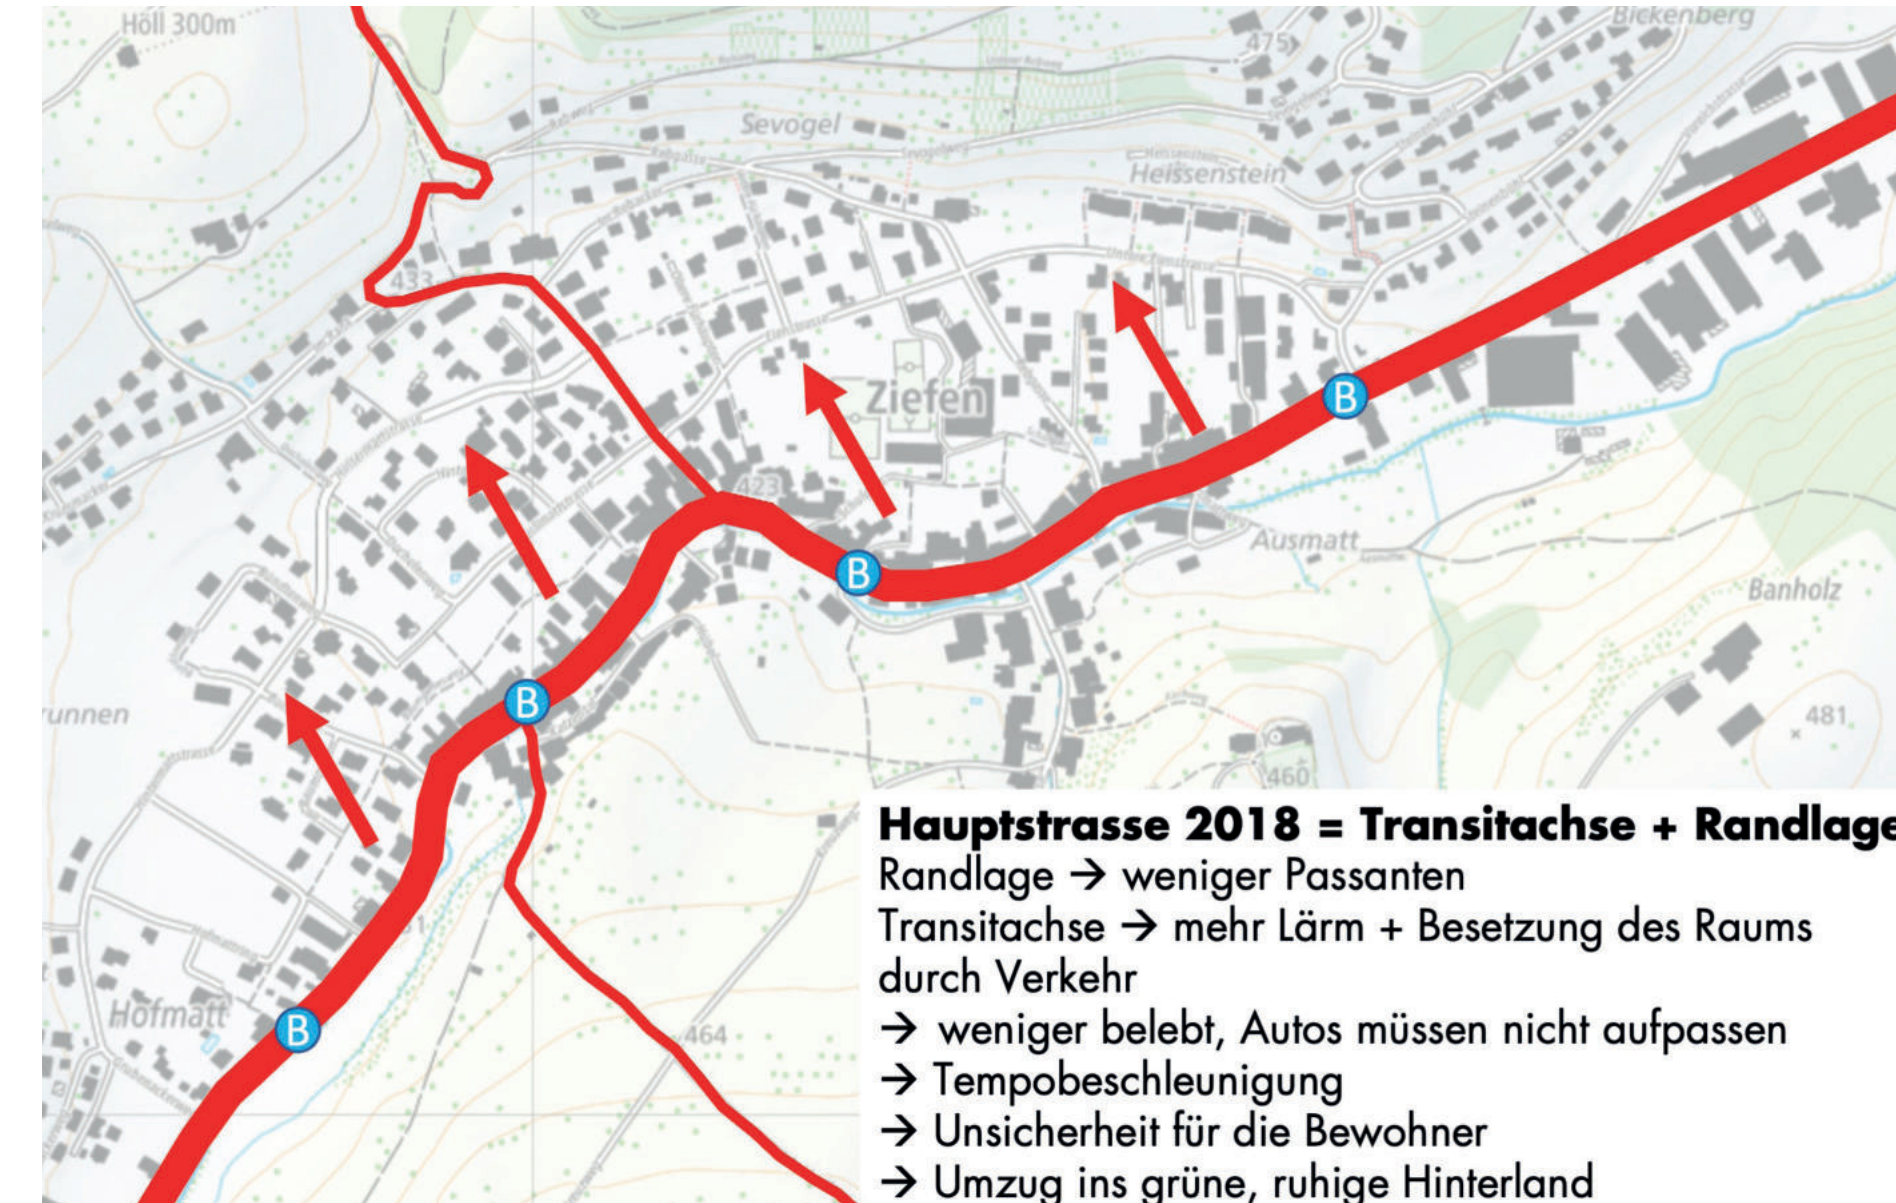 Höll 300m
Bickenberg
475
Sevogel
Heissenstein
Heissenstein
433
Ziefen
423
Ausmatt
Banholz
runnen
481
460
Hofmatt
464
B
B
B
B
Hauptstrasse 2018 = Transitachse + Randlage
Randlage → weniger Passanten
Transitachse → mehr Lärm + Besetzung des Raums
durch Verkehr
→ weniger belebt, Autos müssen nicht aufpassen
→ Tempobeschleunigung
→ Unsicherheit für die Bewohner
→ Umzug ins grüne, ruhige Hinterland